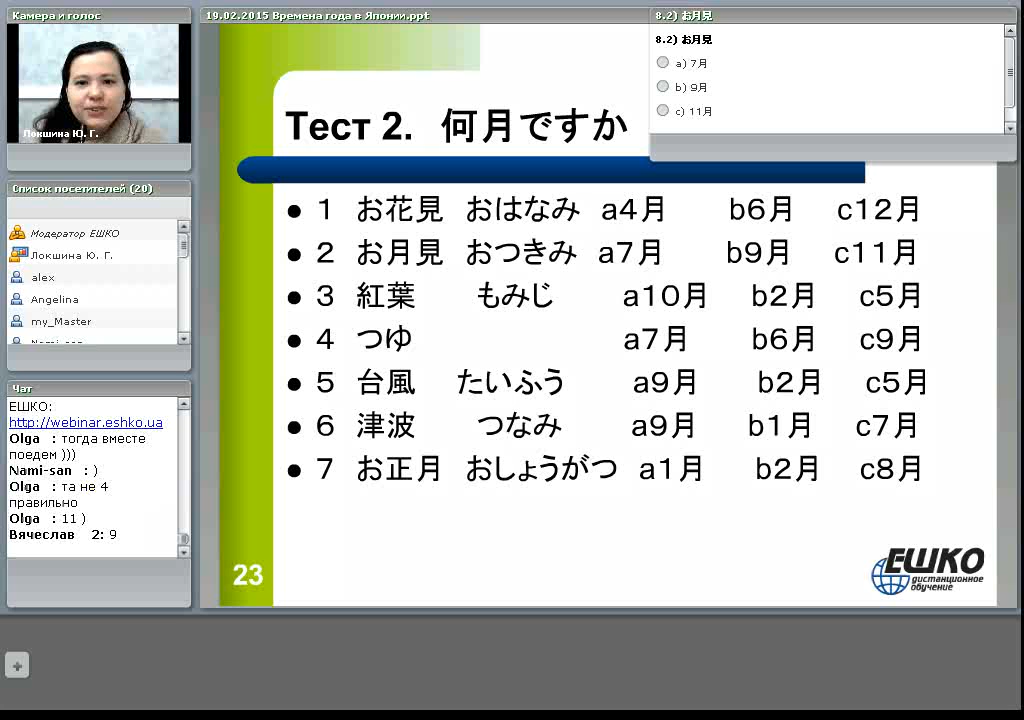 Камера и голос
Локшина Ю. Г.
Список посетителей (20)
Модератор ЕШКО
Локшина Ю. Г.
alex
Angelina
my_Master
Чат
ЕШКО:
http://webinar.eshko.ua
Olga : тогда вместе
поедем )))
Nami-san : )
Olga : та не 4
правильно
Olga : 11 )
Вячеслав 2: 9
19.02.2015 Времена года в Японии.ppt
8.2) お月見
8.2) お月見
a) 7月
b) 9月
c) 11月
Тест 2. 何月ですか
• 1 お花見 おはなみ a4月 b6月 c12月
• 2 お月見 おつきみ a7月 b9月 c11月
• 3 紅葉 もみじ a10月 b2月 c5月
• 4 つゆ a7月 b6月 c9月
• 5 台風 たいふう a9月 b2月 c5月
• 6 津波 つなみ a9月 b1月 c7月
• 7 お正月 おしょうがつ a1月 b2月 c8月
23
ЕШКО
дистанционное
обучение